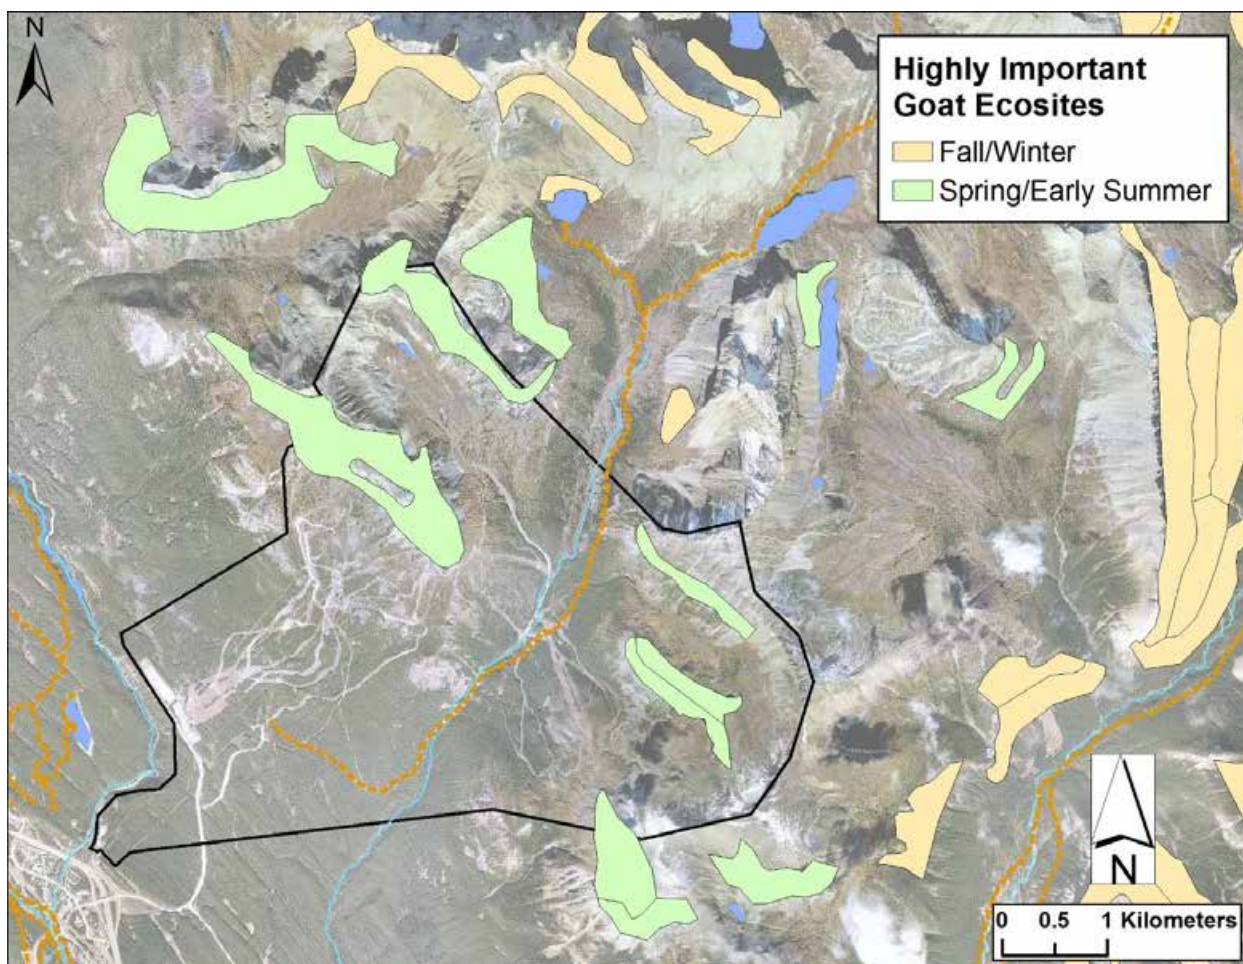 N
Highly Important
Goat Ecosites
Fall/Winter
Spring/Early Summer
N
0 0.5 1 Kilometers